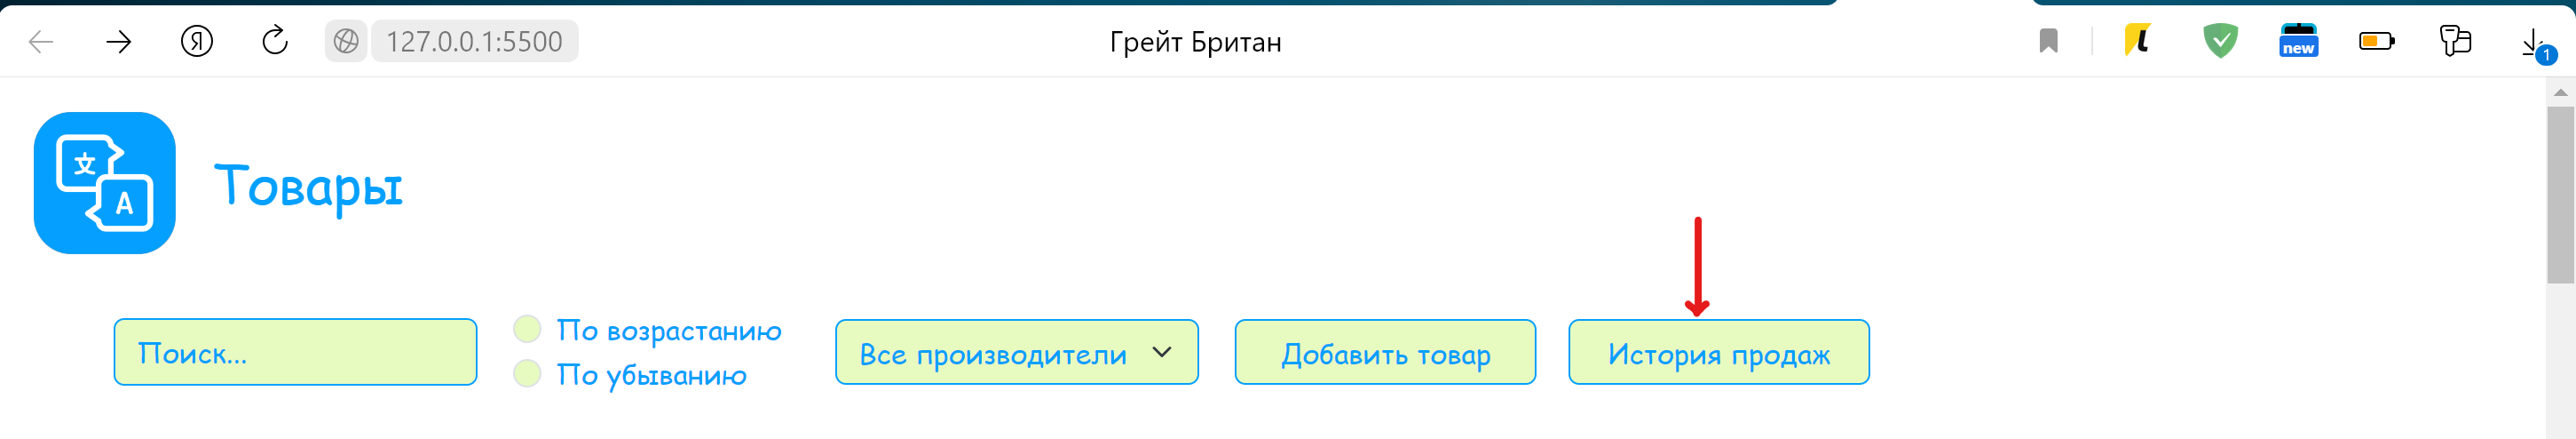 Я 127.0.0.1:5500 Грейт Британ L new 1
文
A
Товары
Поиск...
По возрастанию
По убыванию
Все производители
Добавить товар
История продаж